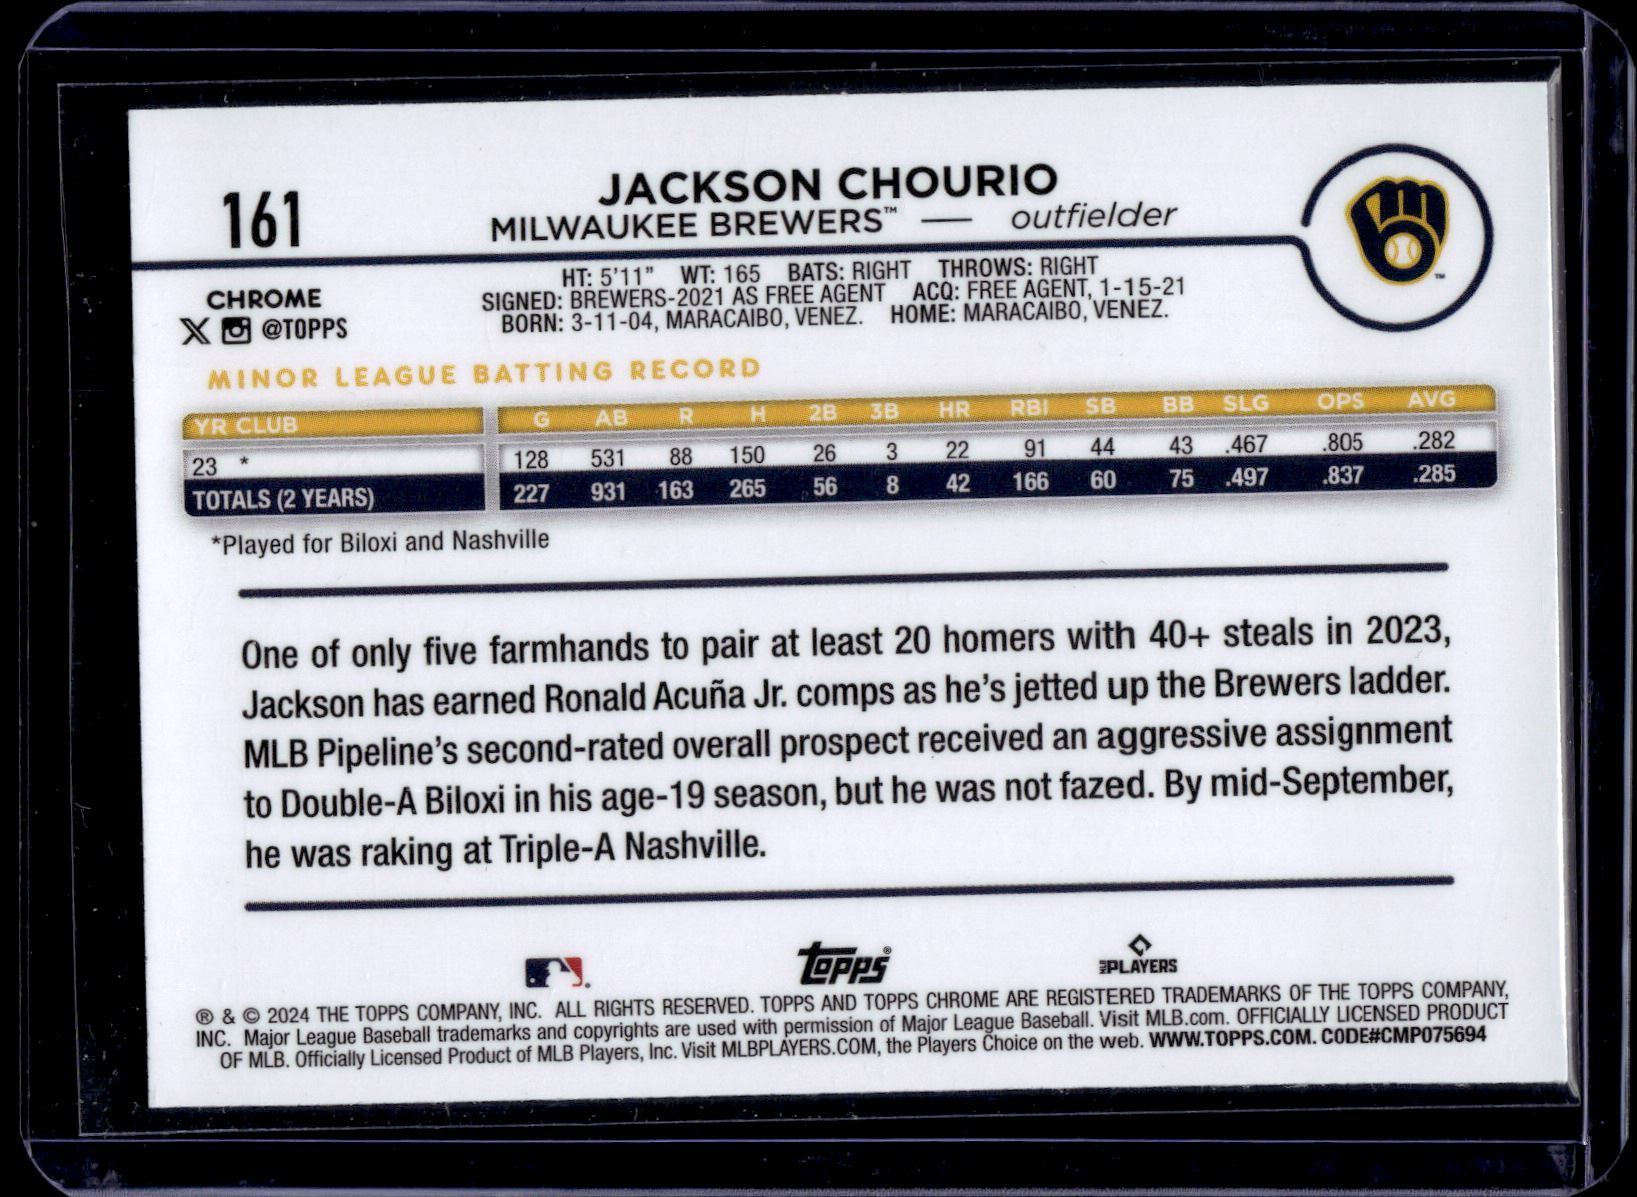 161
JACKSON CHOURIO
MILWAUKEE BREWERS™ — outfielder
HT: 5'11" WT: 165 BATS: RIGHT THROWS: RIGHT
SIGNED: BREWERS-2021 AS FREE AGENT ACQ: FREE AGENT, 1-15-21
BORN: 3-11-04, MARACAIBO, VENEZ. HOME: MARACAIBO, VENEZ.
TM
CHROME
X @TOPPS
MINOR LEAGUE BATTING RECORD
YR CLUB G AB R H 2B 3B HR RBI SB BB SLG OPS AVG
23 * 128 531 88 150 26 3 22 91 44 43 .467 .805 .282
TOTALS (2 YEARS) 227 931 163 265 56 8 42 166 60 75 .497 .837 .285
*Played for Biloxi and Nashville
One of only five farmhands to pair at least 20 homers with 40+ steals in 2023,
Jackson has earned Ronald Acuña Jr. comps as he's jetted up the Brewers ladder.
MLB Pipeline's second-rated overall prospect received an aggressive assignment
to Double-A Biloxi in his age-19 season, but he was not fazed. By mid-September,
he was raking at Triple-A Nashville.
Topps®
MLB PLAYERS
® & © 2024 THE TOPPS COMPANY, INC. ALL RIGHTS RESERVED. TOPPS AND TOPPS CHROME ARE REGISTERED TRADEMARKS OF THE TOPPS COMPANY,
INC. Major League Baseball trademarks and copyrights are used with permission of Major League Baseball. Visit MLB.com. OFFICIALLY LICENSED PRODUCT
OF MLB. Officially Licensed Product of MLB Players, Inc. Visit MLBPLAYERS.COM, the Players Choice on the web. WWW.TOPPS.COM. CODE#CMP075694